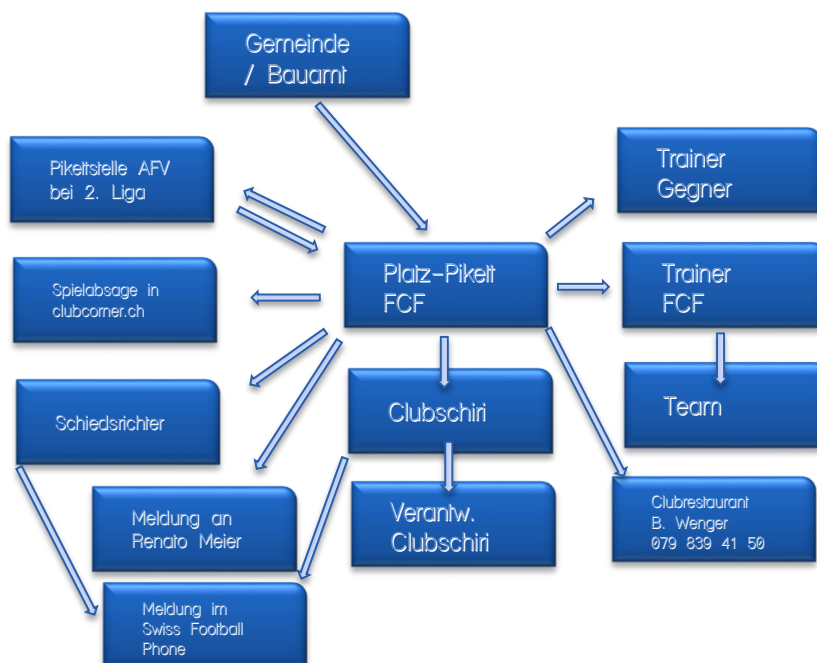 Gemeinde
/ Bauamt
Pikettstelle AFV
bei 2. Liga
Trainer
Gegner
Platz-Pikett
FCF
Trainer
FCF
Spielabsage in
clubcorner.ch
Schiedsrichter
Clubschiri
Team
Meldung an
Renato Meier
Verantw.
Clubschiri
Clubrestaurant
B. Wenger
079 839 41 50
Meldung im
Swiss Football
Phone